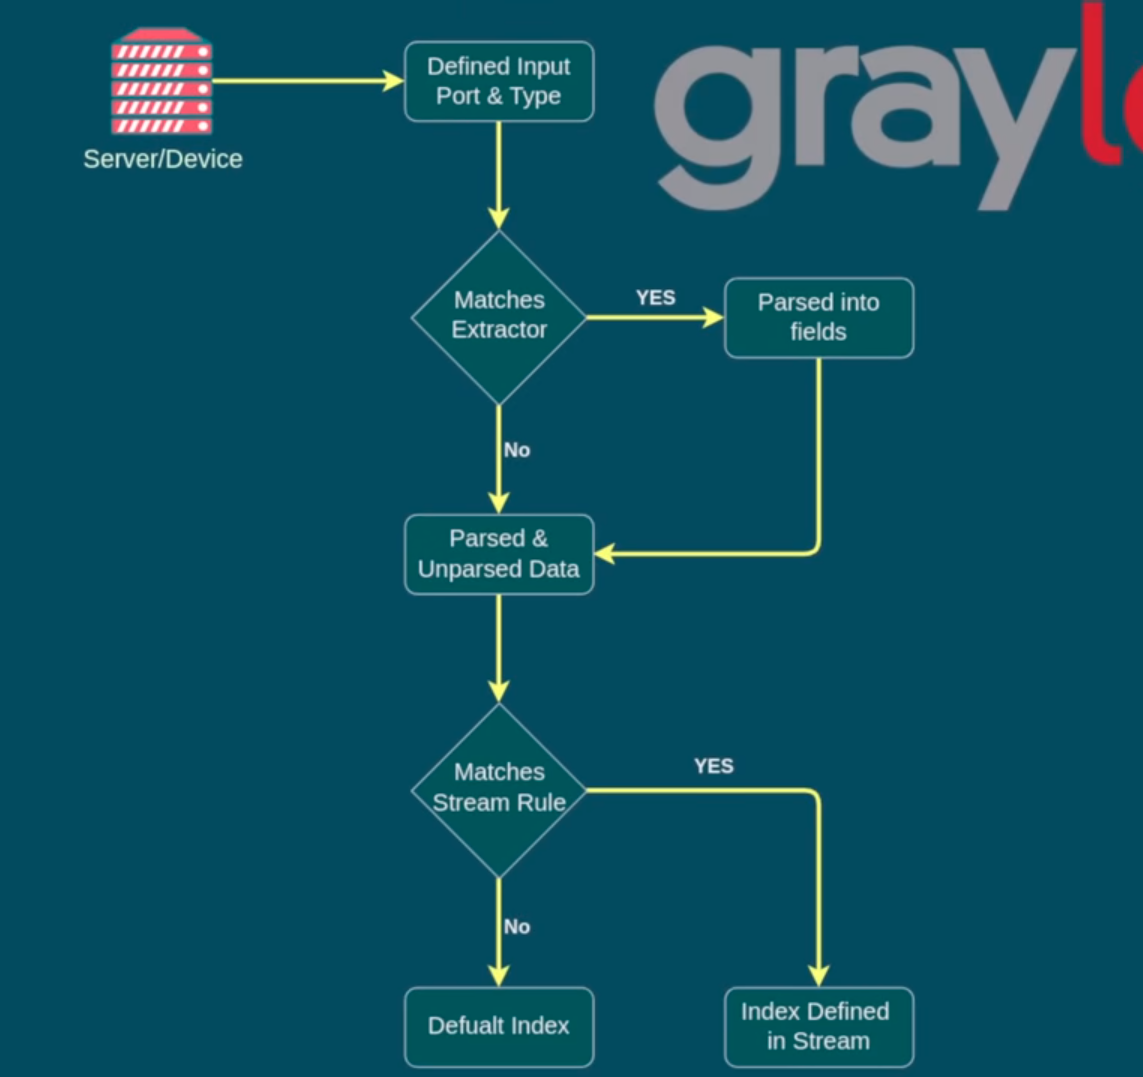 Defined Input
Port & Type
Server/Device
gray
Matches
Extractor
YES
Parsed into
fields
No
Parsed &
Unparsed Data
Matches
Stream Rule
YES
No
Defualt Index
Index Defined
in Stream